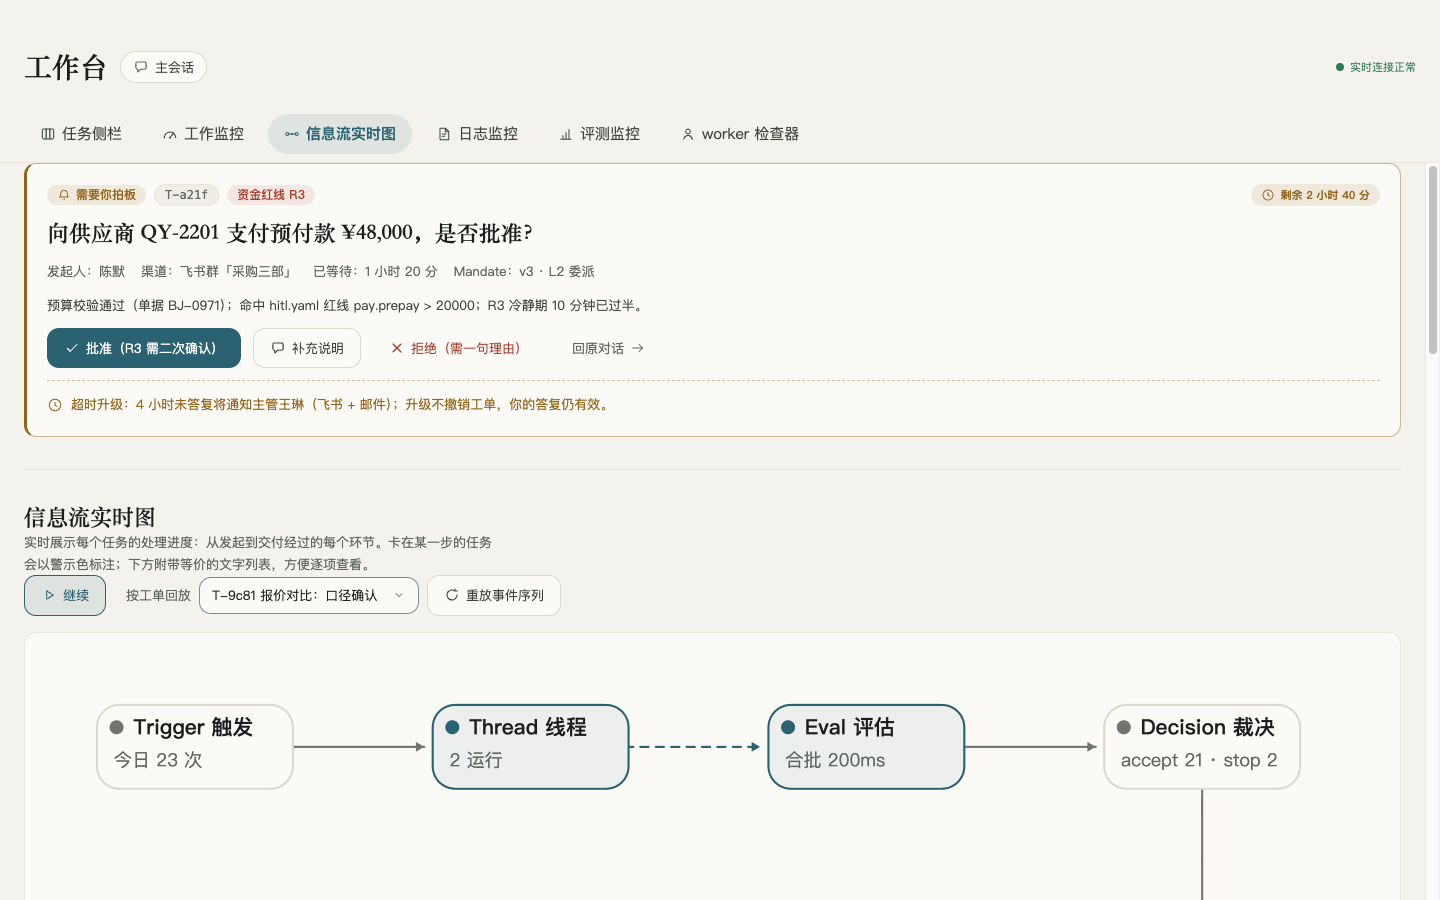 工作台
主会话
实时连接正常
任务侧栏
工作监控
信息流实时图
日志监控
评测监控
worker 检查器
需要你拍板
T-a21f
资金红线 R3
剩余 2 小时 40 分
向供应商 QY-2201 支付预付款 ¥48,000，是否批准?
发起人：陈默 渠道：飞书群「采购三部」 已等待：1 小时 20 分 Mandate：v3 · L2 委派
预算校验通过（单据 BJ-0971）；命中 hitl.yaml 红线 pay.prepay > 20000；R3 冷静期 10 分钟已过半。
批准（R3 需二次确认）
补充说明
拒绝（需一句理由）
回原对话 →
超时升级：4 小时未答复将通知主管王琳（飞书 + 邮件）；升级不撤销工单，你的答复仍有效。
信息流实时图
实时展示每个任务的处理进度：从发起到交付经过的每个环节。卡在某一步的任务
会以警示色标注；下方附带等价的文字列表，方便逐项查看。
继续
按工单回放
T-9c81 报价对比：口径确认
重放事件序列
Trigger 触发
今日 23 次
Thread 线程
2 运行
Eval 评估
合批 200ms
Decision 裁决
accept 21 · stop 2